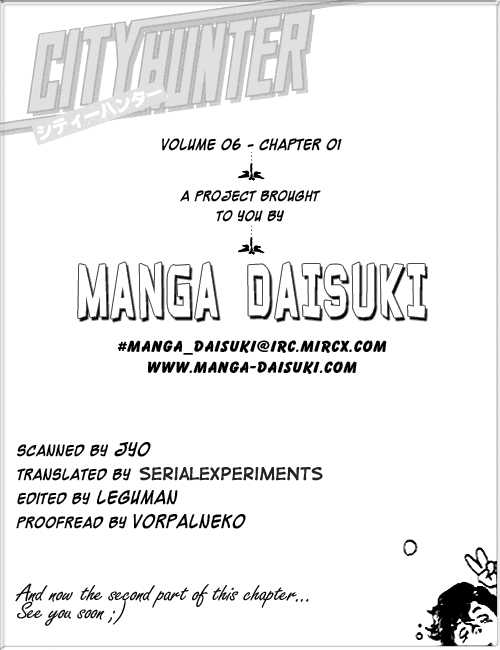 CITYHUNTER
シティーハンター
VOLUME 06 - CHAPTER 01
A PROJECT BROUGHT
TO YOU BY
MANGA DAISUKI
#MANGA_DAISUKI@IRC.MIRCX.COM
WWW.MANGA-DAISUKI.COM
SCANNED BY JYO
TRANSLATED BY SERIALEXPERIMENTS
EDITED BY LEGUMAN
PROOFREAD BY VORPALNEKO
And now the second part of this chapter...
See you soon ;)